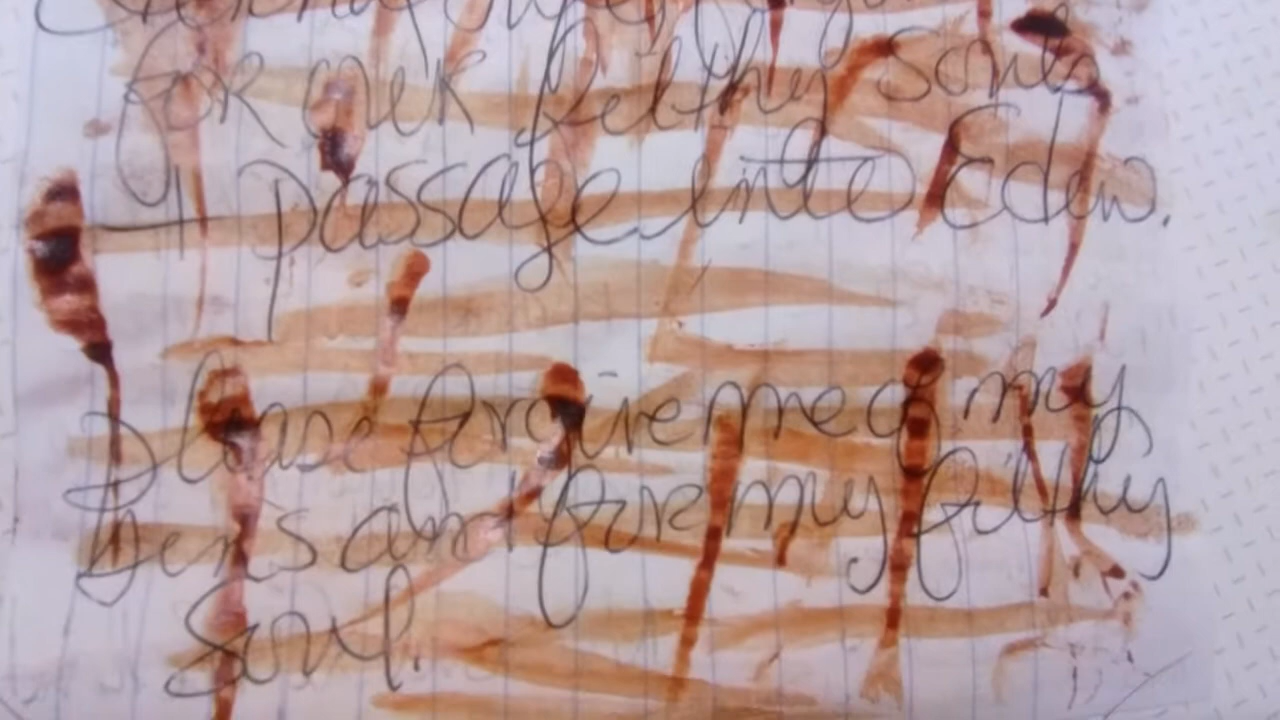 for our filthy souls
+ passage into Eden.
please forgive me of my
sins and for my filthy
soul.